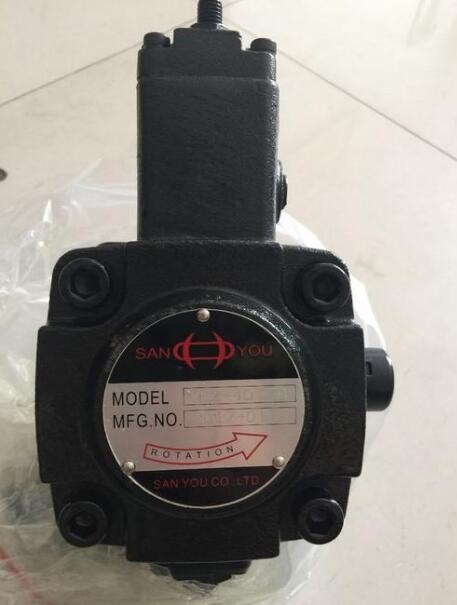 SAN YOU
MODEL
MFG.NO.
ROTATION
SAN YOU CO.,LTD